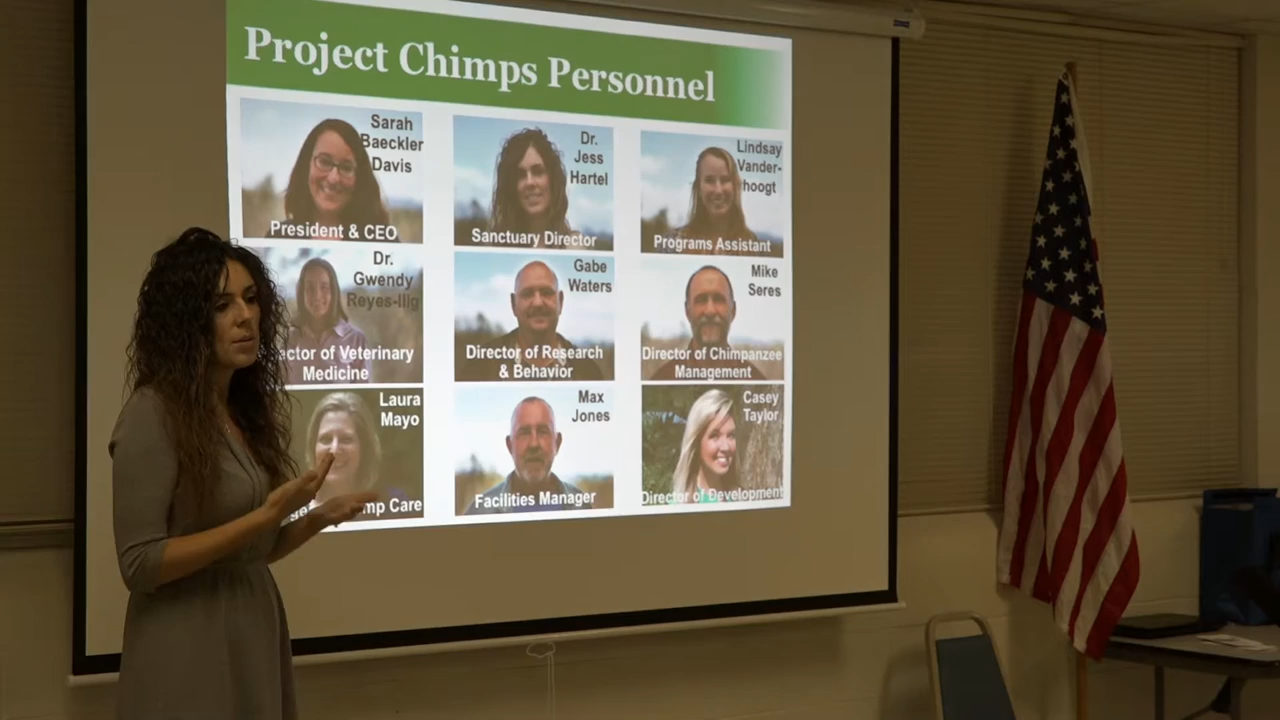 Project Chimps Personnel
Sarah
Baeckler
Davis
President & CEO
Dr.
Jess
Hartel
Sanctuary Director
Lindsay
Vander-
hoogt
Programs Assistant
Dr.
Gwendy
Reyes-Illg
ector of Veterinary
Medicine
Gabe
Waters
Director of Research
& Behavior
Mike
Seres
Director of Chimpanzee
Management
Laura
Mayo
mp Care
Max
Jones
Facilities Manager
Casey
Taylor
Director of Development